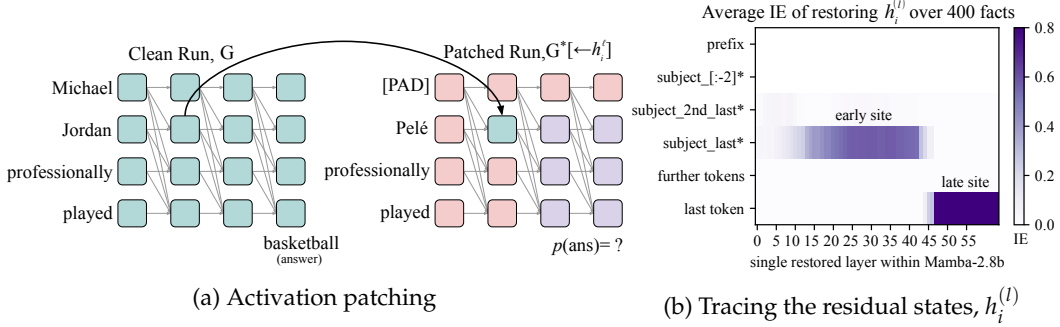 Clean Run, G
Patched Run,G*[←h_i^ℓ]
Michael
Jordan
professionally
played
basketball
(answer)
[PAD]
Pelé
professionally
played
p(ans)= ?
(a) Activation patching
Average IE of restoring h_i^(l) over 400 facts
prefix
subject_[:-2]*
subject_2nd_last*
subject_last*
further tokens
last token
early site
late site
0 5 10 15 20 25 30 35 40 45 50 55
single restored layer within Mamba-2.8b
0.8
0.6
0.4
0.2
0.0
IE
(b) Tracing the residual states, h_i^(l)